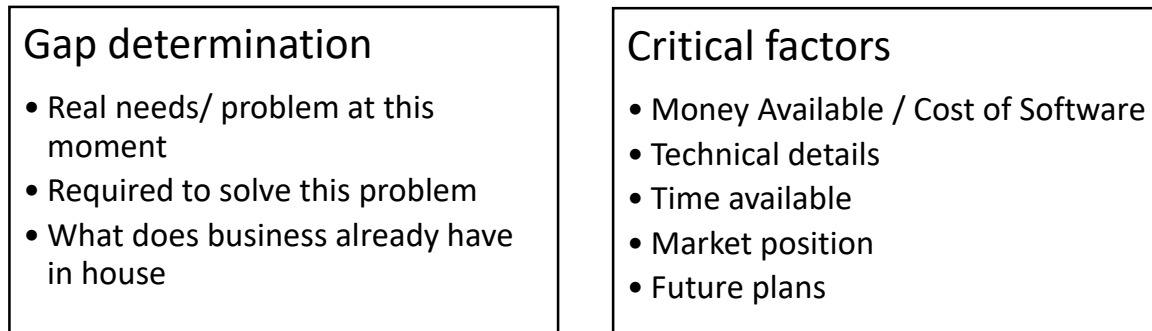 Gap determination
• Real needs/ problem at this
moment
• Required to solve this problem
• What does business already have
in house
Critical factors
• Money Available / Cost of Software
• Technical details
• Time available
• Market position
• Future plans